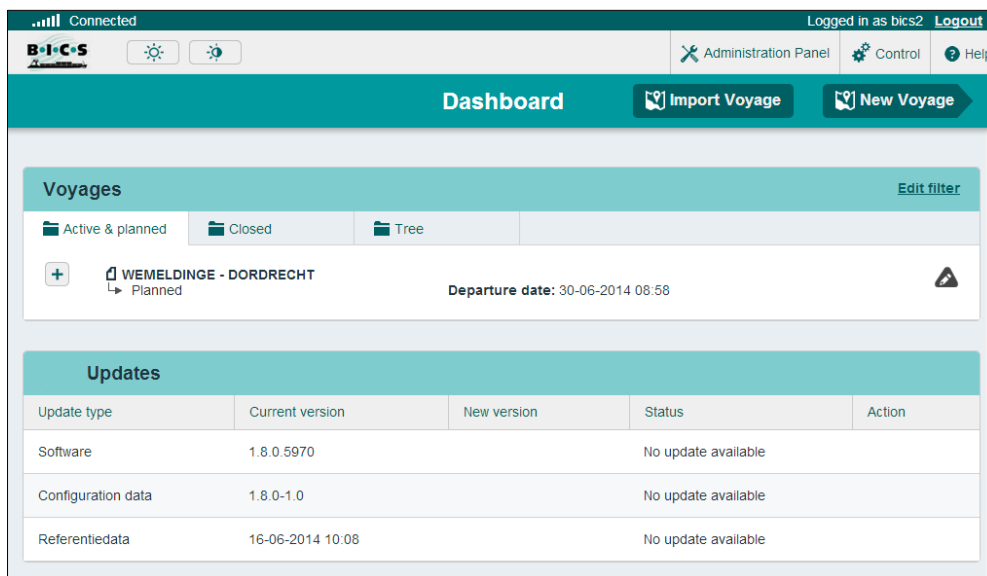 Connected Logged in as bics2 Logout
B•I•C•S Administration Panel Control Help
Dashboard Import Voyage New Voyage
Voyages Edit filter
Active & planned Closed Tree
WEMELDINGE - DORDRECHT
Planned Departure date: 30-06-2014 08:58
Updates
Update type Current version New version Status Action
Software 1.8.0.5970 No update available
Configuration data 1.8.0-1.0 No update available
Referentiedata 16-06-2014 10:08 No update available